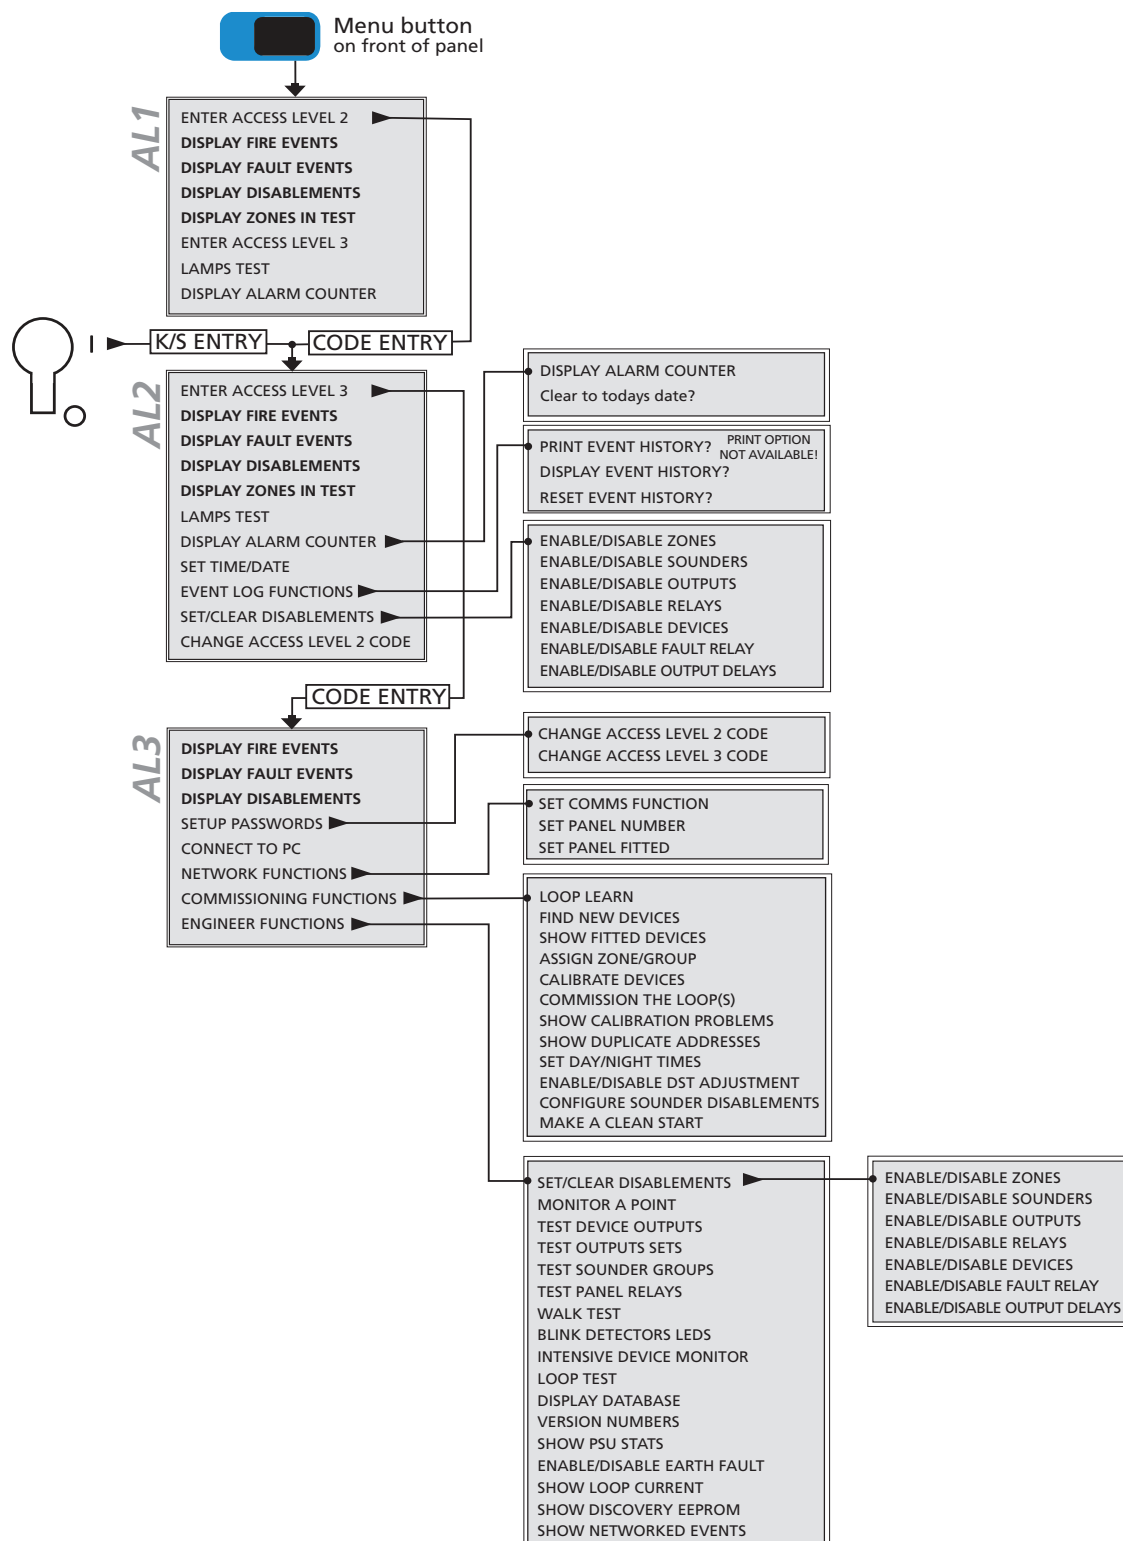 Menu button
on front of panel
AL1
ENTER ACCESS LEVEL 2
DISPLAY FIRE EVENTS
DISPLAY FAULT EVENTS
DISPLAY DISABLEMENTS
DISPLAY ZONES IN TEST
ENTER ACCESS LEVEL 3
LAMPS TEST
DISPLAY ALARM COUNTER
I
K/S ENTRY
CODE ENTRY
AL2
ENTER ACCESS LEVEL 3
DISPLAY FIRE EVENTS
DISPLAY FAULT EVENTS
DISPLAY DISABLEMENTS
DISPLAY ZONES IN TEST
LAMPS TEST
DISPLAY ALARM COUNTER
SET TIME/DATE
EVENT LOG FUNCTIONS
SET/CLEAR DISABLEMENTS
CHANGE ACCESS LEVEL 2 CODE
DISPLAY ALARM COUNTER
Clear to todays date?
PRINT EVENT HISTORY?
PRINT OPTION
NOT AVAILABLE!
DISPLAY EVENT HISTORY?
RESET EVENT HISTORY?
ENABLE/DISABLE ZONES
ENABLE/DISABLE SOUNDERS
ENABLE/DISABLE OUTPUTS
ENABLE/DISABLE RELAYS
ENABLE/DISABLE DEVICES
ENABLE/DISABLE FAULT RELAY
ENABLE/DISABLE OUTPUT DELAYS
CODE ENTRY
AL3
DISPLAY FIRE EVENTS
DISPLAY FAULT EVENTS
DISPLAY DISABLEMENTS
SETUP PASSWORDS
CONNECT TO PC
NETWORK FUNCTIONS
COMMISSIONING FUNCTIONS
ENGINEER FUNCTIONS
CHANGE ACCESS LEVEL 2 CODE
CHANGE ACCESS LEVEL 3 CODE
SET COMMS FUNCTION
SET PANEL NUMBER
SET PANEL FITTED
LOOP LEARN
FIND NEW DEVICES
SHOW FITTED DEVICES
ASSIGN ZONE/GROUP
CALIBRATE DEVICES
COMMISSION THE LOOP(S)
SHOW CALIBRATION PROBLEMS
SHOW DUPLICATE ADDRESSES
SET DAY/NIGHT TIMES
ENABLE/DISABLE DST ADJUSTMENT
CONFIGURE SOUNDER DISABLEMENTS
MAKE A CLEAN START
SET/CLEAR DISABLEMENTS
MONITOR A POINT
TEST DEVICE OUTPUTS
TEST OUTPUTS SETS
TEST SOUNDER GROUPS
TEST PANEL RELAYS
WALK TEST
BLINK DETECTORS LEDS
INTENSIVE DEVICE MONITOR
LOOP TEST
DISPLAY DATABASE
VERSION NUMBERS
SHOW PSU STATS
ENABLE/DISABLE EARTH FAULT
SHOW LOOP CURRENT
SHOW DISCOVERY EEPROM
SHOW NETWORKED EVENTS
ENABLE/DISABLE ZONES
ENABLE/DISABLE SOUNDERS
ENABLE/DISABLE OUTPUTS
ENABLE/DISABLE RELAYS
ENABLE/DISABLE DEVICES
ENABLE/DISABLE FAULT RELAY
ENABLE/DISABLE OUTPUT DELAYS